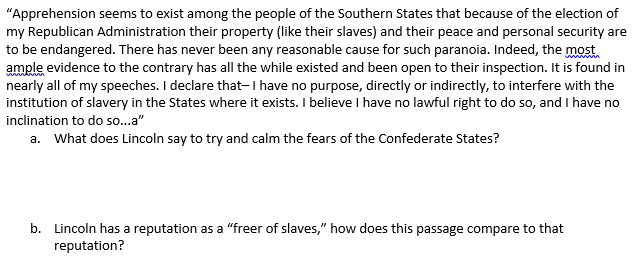 “Apprehension seems to exist among the people of the Southern States that because of the election of
my Republican Administration their property (like their slaves) and their peace and personal security are
to be endangered. There has never been any reasonable cause for such paranoia. Indeed, the most
ample evidence to the contrary has all the while existed and been open to their inspection. It is found in
nearly all of my speeches. I declare that– I have no purpose, directly or indirectly, to interfere with the
institution of slavery in the States where it exists. I believe I have no lawful right to do so, and I have no
inclination to do so...a”
a. What does Lincoln say to try and calm the fears of the Confederate States?
b. Lincoln has a reputation as a “freer of slaves,” how does this passage compare to that
reputation?